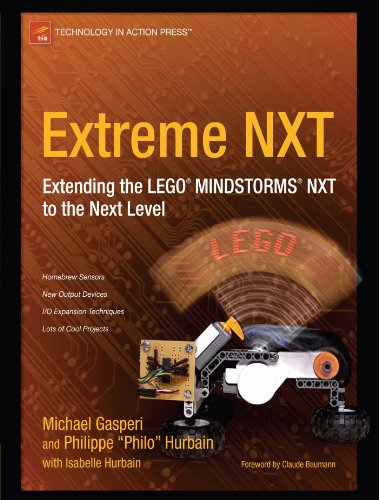 tia
TECHNOLOGY IN ACTION PRESS™
Extreme NXT
Extending the LEGO® MINDSTORMS® NXT
to the Next Level
LEGO
Homebrew Sensors
New Output Devices
I/O Expansion Techniques
Lots of Cool Projects
Michael Gasperi
and Philippe “Philo” Hurbain
with Isabelle Hurbain
Foreword by Claude Baumann